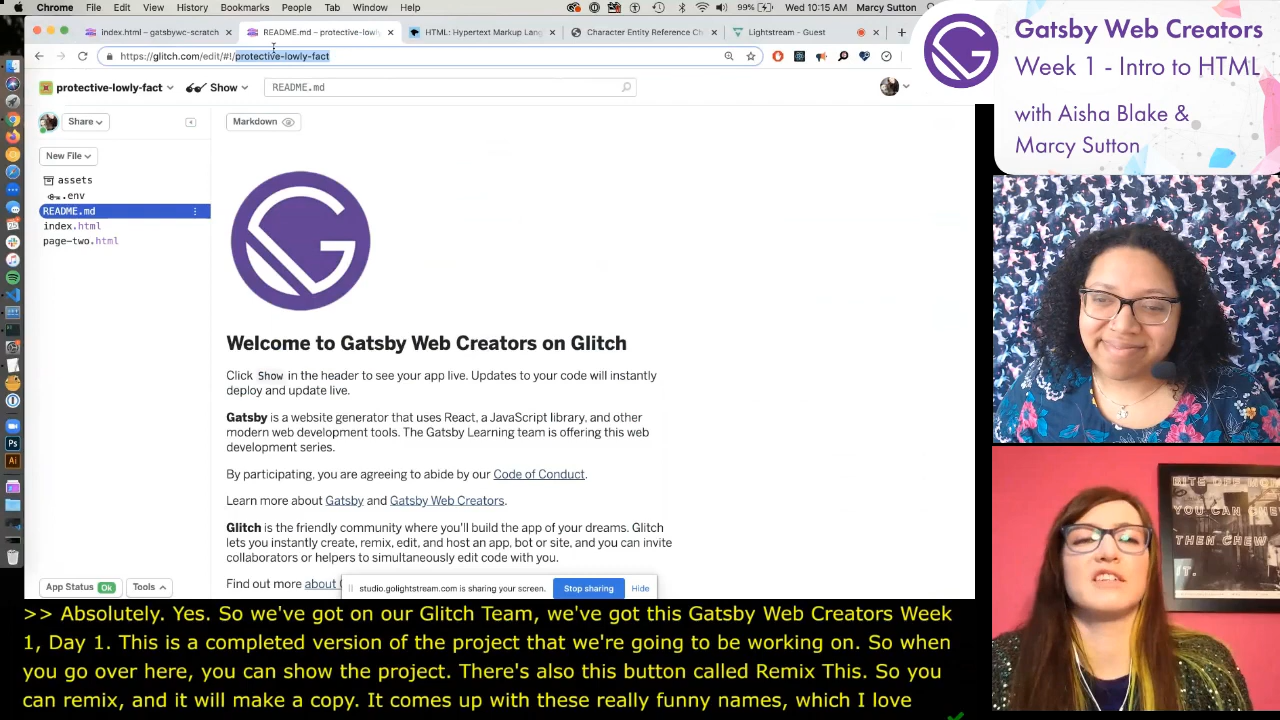 Chrome File Edit View History Bookmarks People Tab Window Help
100% Wed 10:15 AM Marcy Sutton
index.html – gatsbywc-scratch
README.md – protective-lowly-
HTML: Hypertext Markup Lang
Character Entity Reference Ch
Lightstream - Guest
https://glitch.com/edit/#!/protective-lowly-fact
protective-lowly-fact
Show
README.md
Share
Markdown
New File
assets
.env
README.md
index.html
page-two.html
Welcome to Gatsby Web Creators on Glitch
Click Show in the header to see your app live. Updates to your code will instantly
deploy and update live.
Gatsby is a website generator that uses React, a JavaScript library, and other
modern web development tools. The Gatsby Learning team is offering this web
development series.
By participating, you are agreeing to abide by our Code of Conduct.
Learn more about Gatsby and Gatsby Web Creators.
Glitch is the friendly community where you'll build the app of your dreams. Glitch
lets you instantly create, remix, edit, and host an app, bot or site, and you can invite
collaborators or helpers to simultaneously edit code with you.
Find out more about
App Status Ok
Tools
studio.golightstream.com is sharing your screen.
Stop sharing
Hide
Gatsby Web Creators
Week 1 - Intro to HTML
with Aisha Blake &
Marcy Sutton
BITE OFF MORE
YOU CAN CHEW
THEN CHEW
IT.
>> Absolutely. Yes. So we've got on our Glitch Team, we've got this Gatsby Web Creators Week
1, Day 1. This is a completed version of the project that we're going to be working on. So when
you go over here, you can show the project. There's also this button called Remix This. So you
can remix, and it will make a copy. It comes up with these really funny names, which I love